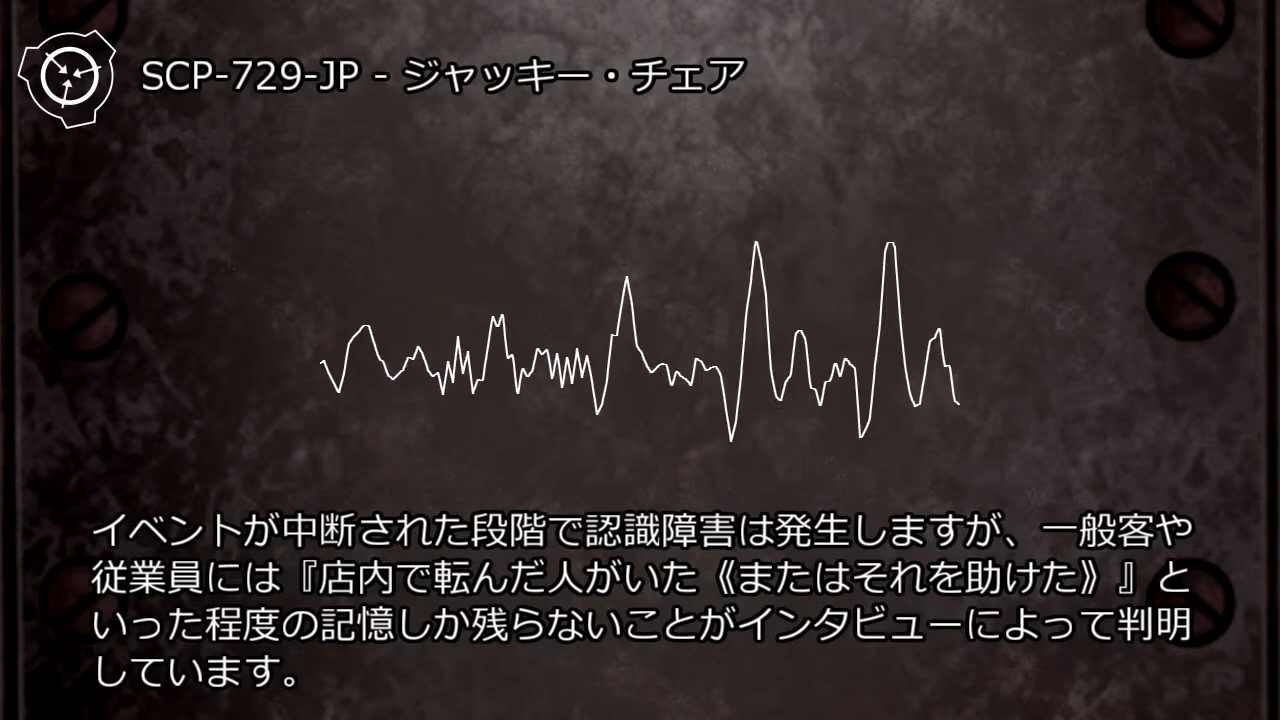 SCP-729-JP - ジャッキー・チェア
イベントが中断された段階で認識障害は発生しますが、一般客や
従業員には『店内で転んだ人がいた《またはそれを助けた》』と
いった程度の記憶しか残らないことがインタビューによって判明
しています。